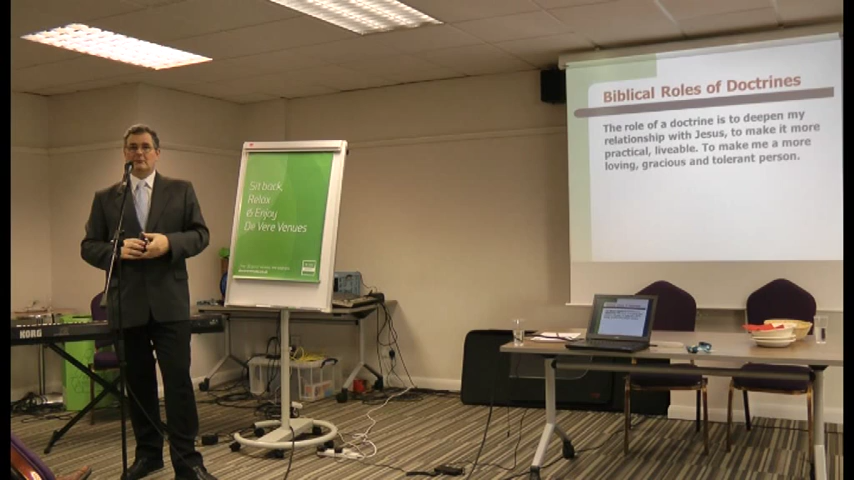 Biblical Roles of Doctrines
The role of a doctrine is to deepen my
relationship with Jesus, to make it more
practical, liveable. To make me a more
loving, gracious and tolerant person.
Sit back,
Relax
& Enjoy
De Vere Venues
KORG